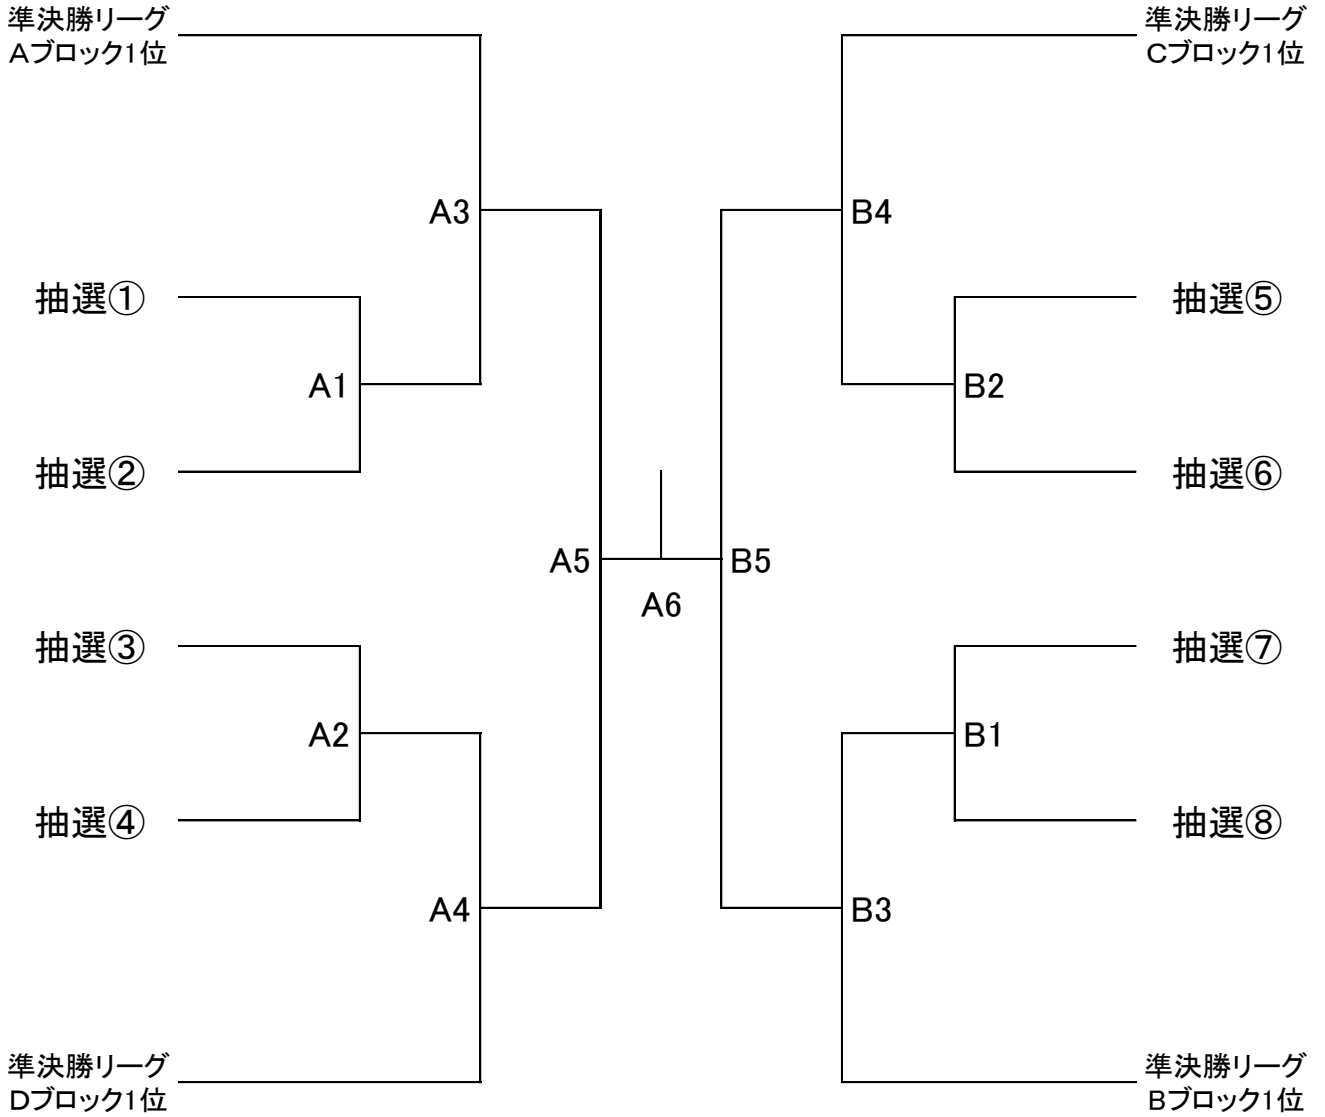 準決勝リーグ
Aブロック1位
A3
抽選①
A1
抽選②
A5
抽選③
A2
抽選④
A4
準決勝リーグ
Dブロック1位
A6
準決勝リーグ
Cブロック1位
B4
抽選⑤
B2
抽選⑥
B5
抽選⑦
B1
抽選⑧
B3
準決勝リーグ
Bブロック1位